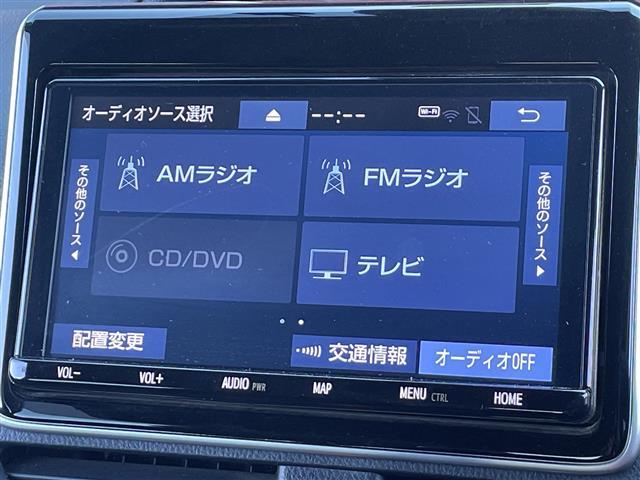 オーディオソース選択
--:--
Wi-Fi
その他のソース
AMラジオ
FMラジオ
その他のソース
CD/DVD
テレビ
配置変更
交通情報
オーディオOFF
VOL−
VOL+
AUDIO PWR
MAP
MENU CTRL
HOME